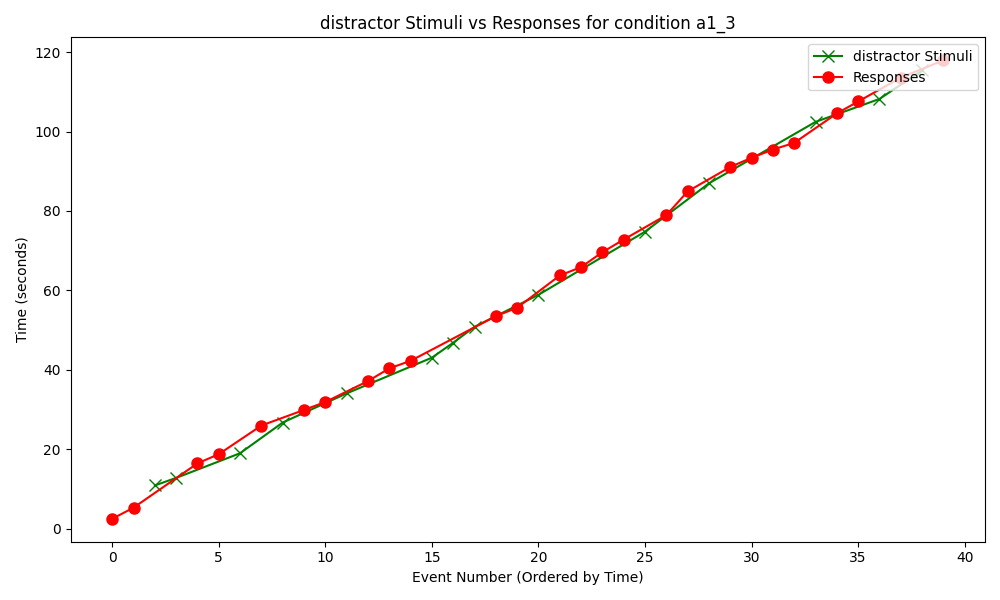 distractor Stimuli vs Responses for condition a1_3
distractor Stimuli
Responses
Time (seconds)
120
100
80
60
40
20
0
0 5 10 15 20 25 30 35 40
Event Number (Ordered by Time)